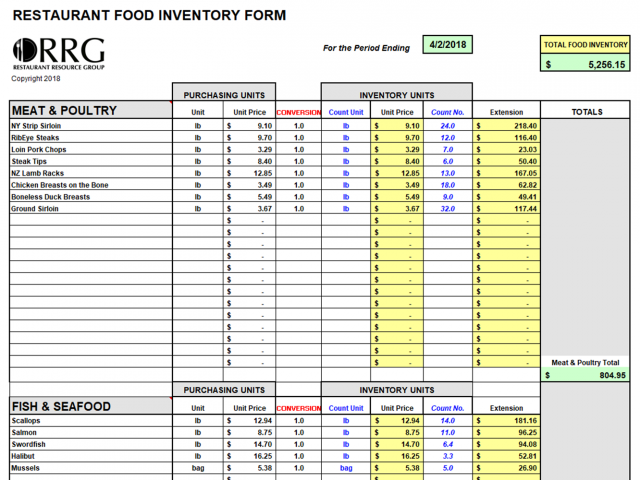 RESTAURANT FOOD INVENTORY FORM
RRG
RESTAURANT RESOURCE GROUP
Copyright 2018
For the Period Ending 4/2/2018
TOTAL FOOD INVENTORY
$ 5,256.15
PURCHASING UNITS INVENTORY UNITS
MEAT & POULTRY Unit Unit Price CONVERSION Count Unit Unit Price Count No. Extension TOTALS
NY Strip Sirloin lb $ 9.10 1.0 lb $ 9.10 24.0 $ 218.40
RibEye Steaks lb $ 9.70 1.0 lb $ 9.70 12.0 $ 116.40
Loin Pork Chops lb $ 3.29 1.0 lb $ 3.29 7.0 $ 23.03
Steak Tips lb $ 8.40 1.0 lb $ 8.40 6.0 $ 50.40
NZ Lamb Racks lb $ 12.85 1.0 lb $ 12.85 13.0 $ 167.05
Chicken Breasts on the Bone lb $ 3.49 1.0 lb $ 3.49 18.0 $ 62.82
Boneless Duck Breasts lb $ 5.49 1.0 lb $ 5.49 9.0 $ 49.41
Ground Sirloin lb $ 3.67 1.0 lb $ 3.67 32.0 $ 117.44
$ - $ - $ -
$ - $ - $ -
$ - $ - $ -
$ - $ - $ -
$ - $ - $ -
$ - $ - $ -
$ - $ - $ -
$ - $ - $ -
$ - $ - $ -
$ - $ - $ -
$ - $ - $ -
$ - $ - $ -
$ - $ - $ - Meat & Poultry Total
$ 804.95
PURCHASING UNITS INVENTORY UNITS
FISH & SEAFOOD Unit Unit Price CONVERSION Count Unit Unit Price Count No. Extension
Scallops lb $ 12.94 1.0 lb $ 12.94 14.0 $ 181.16
Salmon lb $ 8.75 1.0 lb $ 8.75 11.0 $ 96.25
Swordfish lb $ 14.70 1.0 lb $ 14.70 6.4 $ 94.08
Halibut lb $ 16.25 1.0 lb $ 16.25 3.3 $ 52.81
Mussels bag $ 5.38 1.0 bag $ 5.38 5.0 $ 26.90